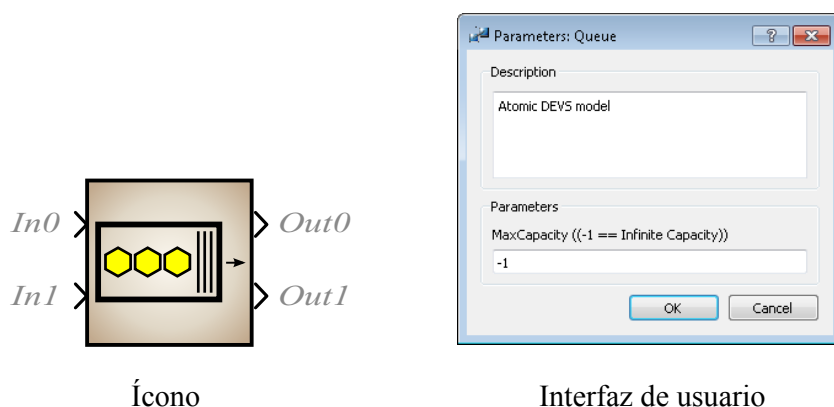 In0
Out0
In1
Out1
Ícono
Parameters: Queue
Description
Atomic DEVS model
Parameters
MaxCapacity ((-1 == Infinite Capacity))
-1
OK Cancel
Interfaz de usuario